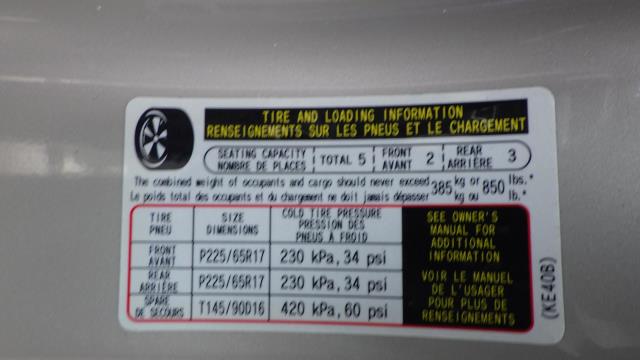 TIRE AND LOADING INFORMATION
RENSEIGNEMENTS SUR LES PNEUS ET LE CHARGEMENT
SEATING CAPACITY
NOMBRE DE PLACES
TOTAL 5
FRONT
AVANT 2
REAR
ARRIÈRE 3
The combined weight of occupants and cargo should never exceed 385 kg or 850 lbs.*
Le poids total des occupants et du chargement ne doit jamais dépasser kg ou lb.*
TIRE
PNEU
SIZE
DIMENSIONS
COLD TIRE PRESSURE
PRESSION DES
PNEUS À FROID
FRONT
AVANT
P225/65R17
230 kPa, 34 psi
REAR
ARRIÈRE
P225/65R17
230 kPa, 34 psi
SPARE
DE SECOURS
T145/90D16
420 kPa, 60 psi
SEE OWNER'S
MANUAL FOR
ADDITIONAL
INFORMATION
VOIR LE MANUEL
DE L'USAGER
POUR PLUS DE
RENSEIGNEMENTS
(KE40B)